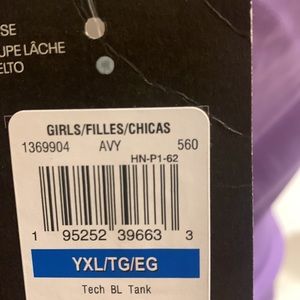 SE
UPE LÂCHE
ELTO
GIRLS/FILLES/CHICAS
1369904 AVY 560
HN-P1-62
1 95252 39663 3
YXL/TG/EG
Tech BL Tank